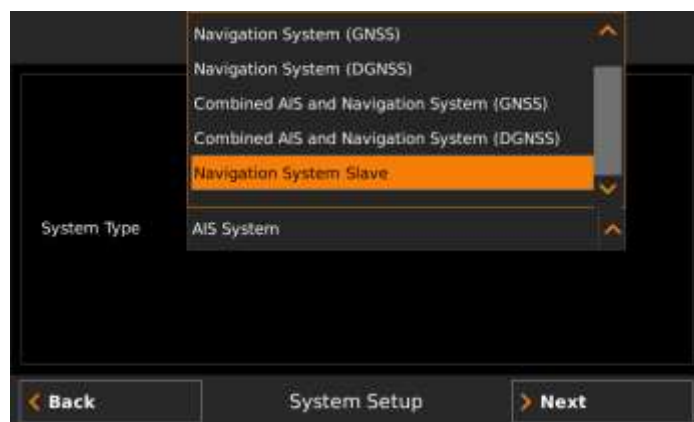 Navigation System (GNSS)
Navigation System (DGNSS)
Combined AIS and Navigation System (GNSS)
Combined AIS and Navigation System (DGNSS)
Navigation System Slave
System Type AIS System
Back System Setup Next